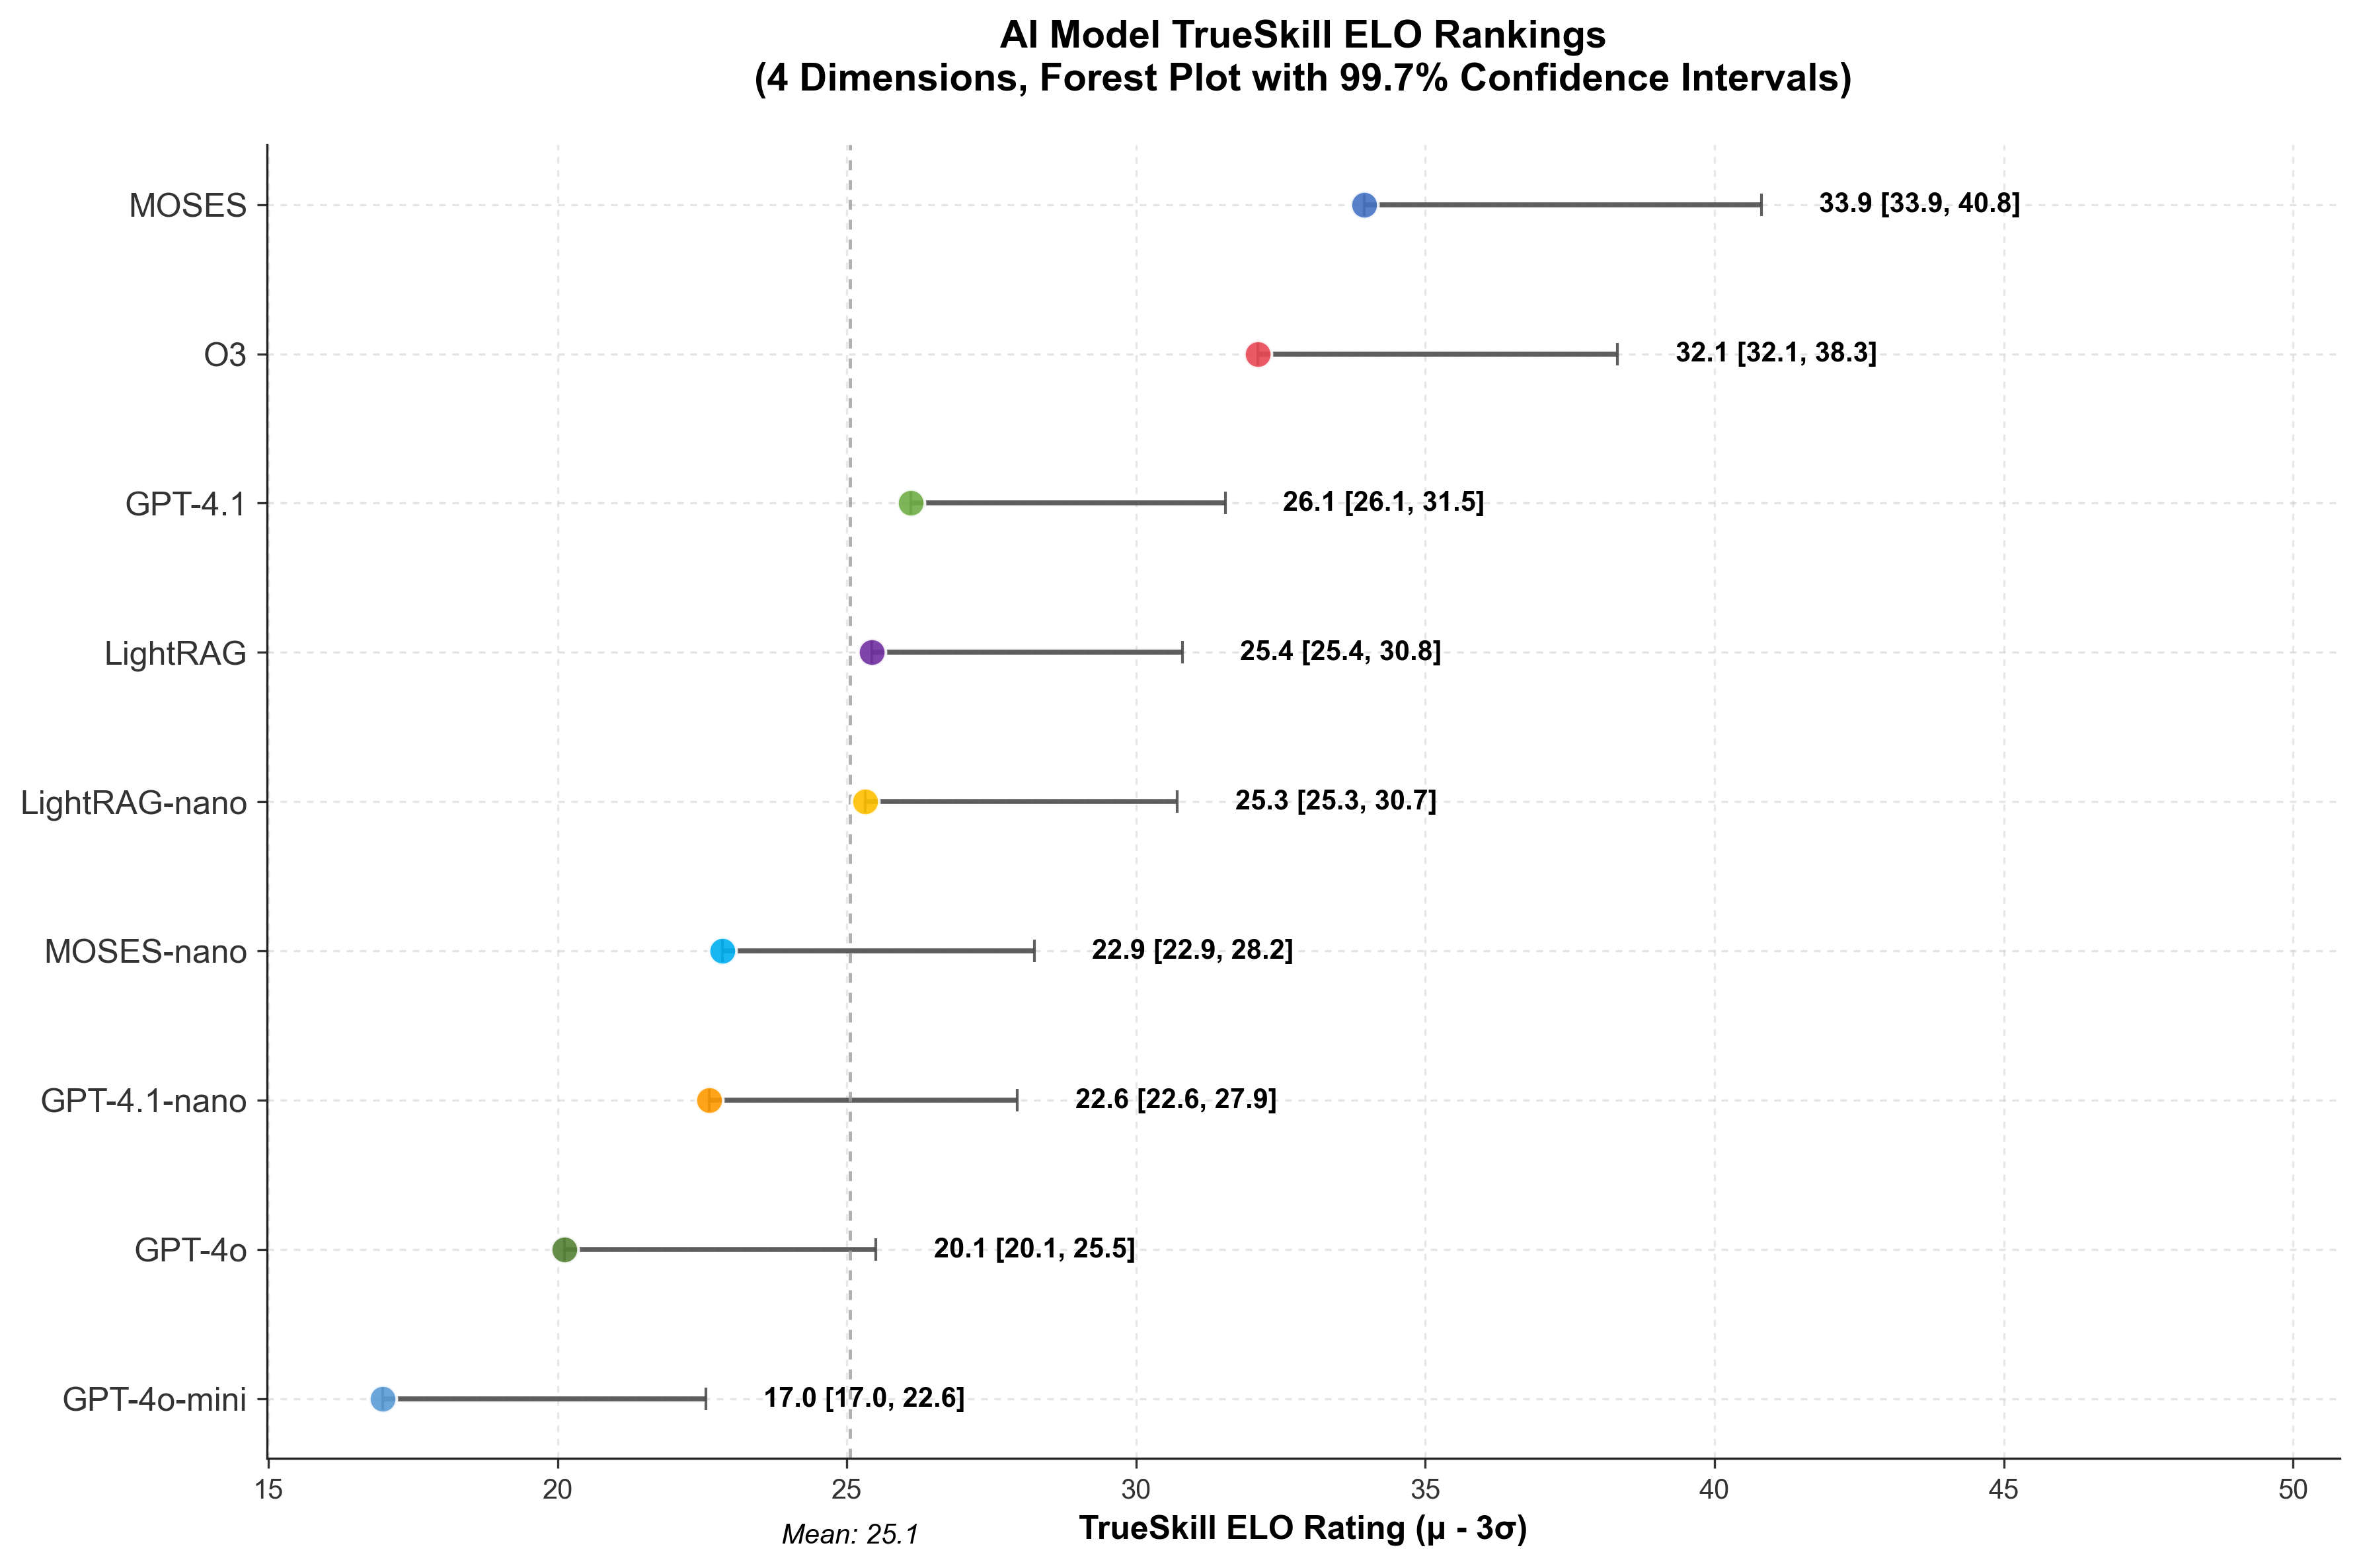 AI Model TrueSkill ELO Rankings
(4 Dimensions, Forest Plot with 99.7% Confidence Intervals)
MOSES
33.9 [33.9, 40.8]
O3
32.1 [32.1, 38.3]
GPT-4.1
26.1 [26.1, 31.5]
LightRAG
25.4 [25.4, 30.8]
LightRAG-nano
25.3 [25.3, 30.7]
MOSES-nano
22.9 [22.9, 28.2]
GPT-4.1-nano
22.6 [22.6, 27.9]
GPT-4o
20.1 [20.1, 25.5]
GPT-4o-mini
17.0 [17.0, 22.6]
15 20 25 30 35 40 45 50
Mean: 25.1
TrueSkill ELO Rating (μ - 3σ)